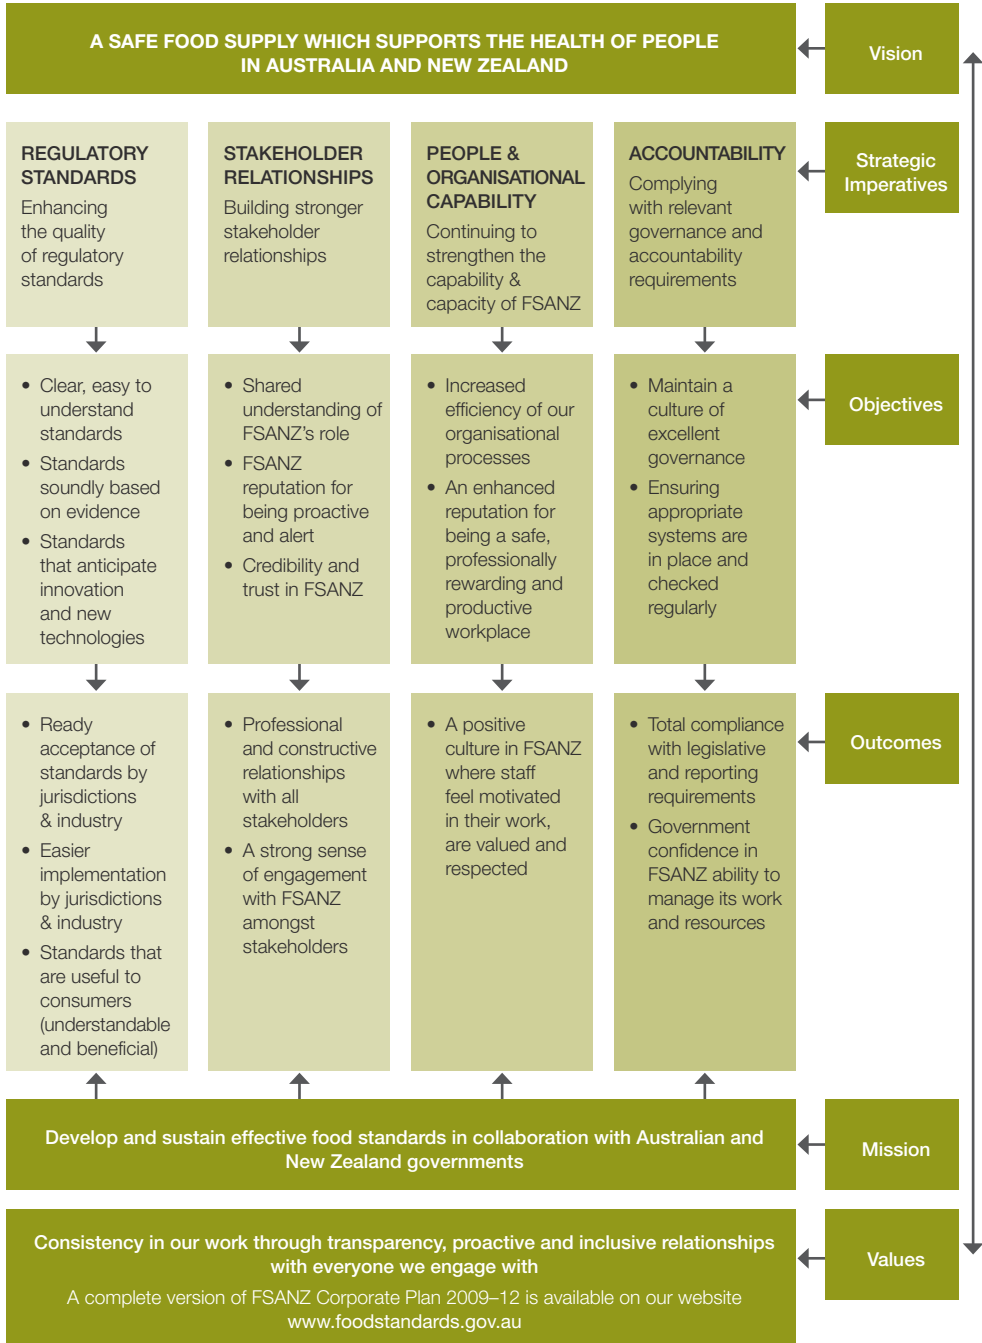 A SAFE FOOD SUPPLY WHICH SUPPORTS THE HEALTH OF PEOPLE
IN AUSTRALIA AND NEW ZEALAND
Vision
REGULATORY
STANDARDS
Enhancing
the quality
of regulatory
standards
STAKEHOLDER
RELATIONSHIPS
Building stronger
stakeholder
relationships
PEOPLE &
ORGANISATIONAL
CAPABILITY
Continuing to
strengthen the
capability &
capacity of FSANZ
ACCOUNTABILITY
Complying
with relevant
governance and
accountability
requirements
Strategic
Imperatives
• Clear, easy to
understand
standards
• Standards
soundly based
on evidence
• Standards
that anticipate
innovation
and new
technologies
• Shared
understanding of
FSANZ's role
• FSANZ
reputation for
being proactive
and alert
• Credibility and
trust in FSANZ
• Increased
efficiency of our
organisational
processes
• An enhanced
reputation for
being a safe,
professionally
rewarding and
productive
workplace
• Maintain a
culture of
excellent
governance
• Ensuring
appropriate
systems are
in place and
checked
regularly
Objectives
• Ready
acceptance of
standards by
jurisdictions
& industry
• Easier
implementation
by jurisdictions
& industry
• Standards that
are useful to
consumers
(understandable
and beneficial)
• Professional
and constructive
relationships
with all
stakeholders
• A strong sense
of engagement
with FSANZ
amongst
stakeholders
• A positive
culture in FSANZ
where staff
feel motivated
in their work,
are valued and
respected
• Total compliance
with legislative
and reporting
requirements
• Government
confidence in
FSANZ ability to
manage its work
and resources
Outcomes
Develop and sustain effective food standards in collaboration with Australian and
New Zealand governments
Mission
Consistency in our work through transparency, proactive and inclusive relationships
with everyone we engage with
A complete version of FSANZ Corporate Plan 2009–12 is available on our website
www.foodstandards.gov.au
Values